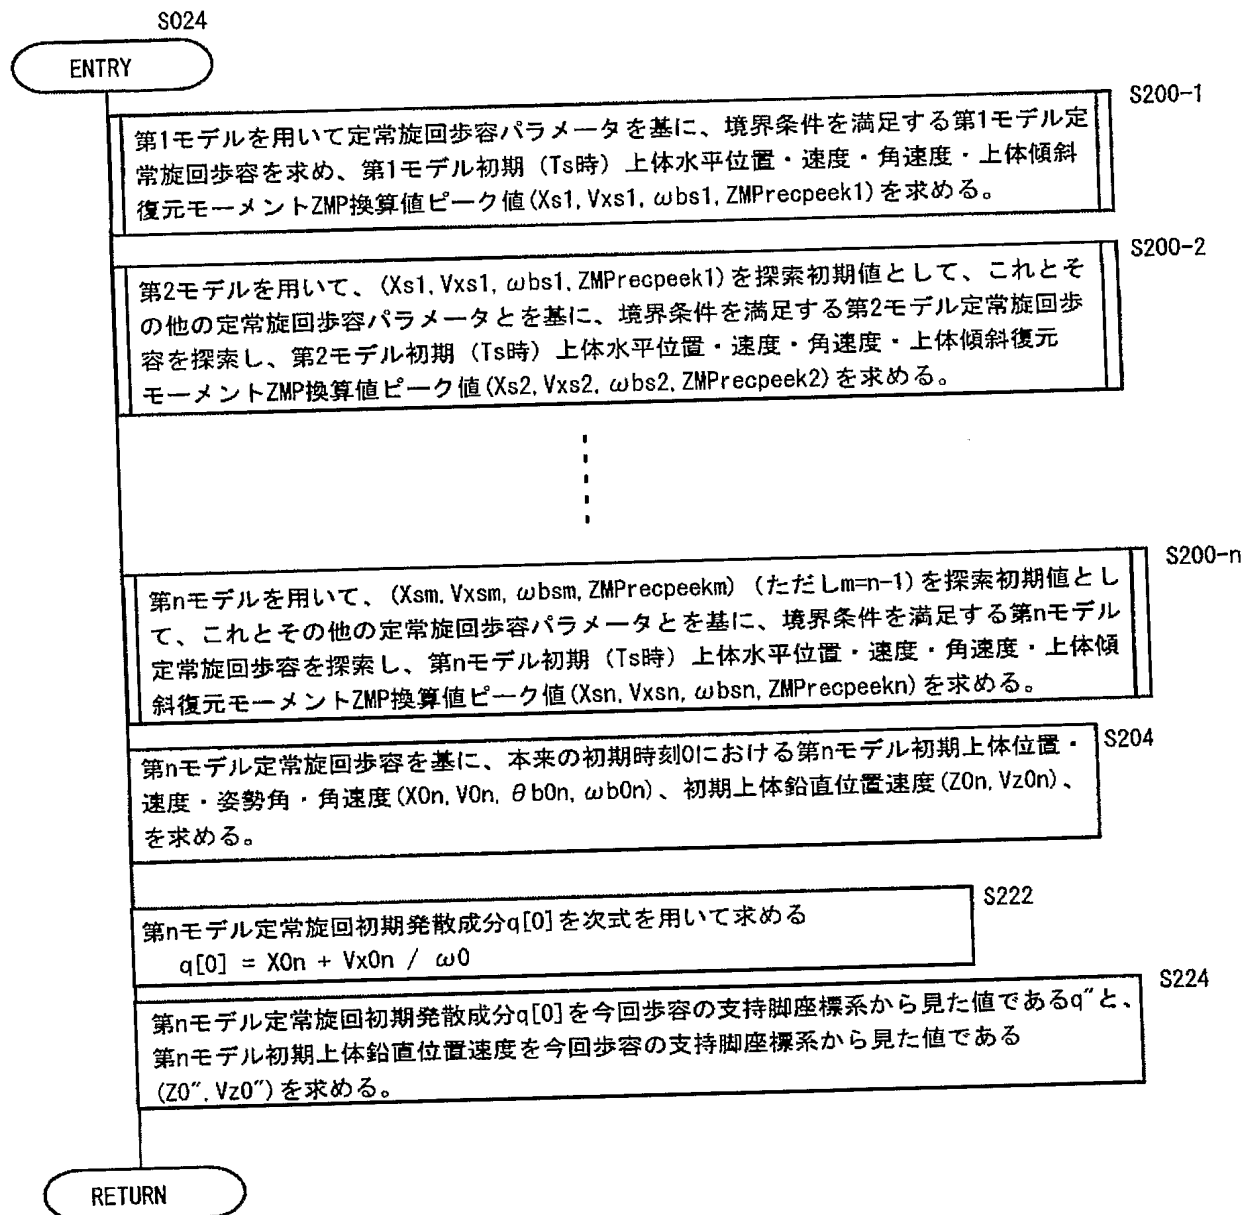 S024
ENTRY
S200-1
第1モデルを用いて定常旋回歩容パラメータを基に、境界条件を満足する第1モデル定
常旋回歩容を求め、第1モデル初期（Ts時）上体水平位置・速度・角速度・上体傾斜
復元モーメントZMP換算値ピーク値(Xs1, Vxs1, ωbs1, ZMPrecpeek1)を求める。
S200-2
第2モデルを用いて、(Xs1, Vxs1, ωbs1, ZMPrecpeek1)を探索初期値として、これとそ
の他の定常旋回歩容パラメータとを基に、境界条件を満足する第2モデル定常旋回歩
容を探索し、第2モデル初期（Ts時）上体水平位置・速度・角速度・上体傾斜復元
モーメントZMP換算値ピーク値(Xs2, Vxs2, ωbs2, ZMPrecpeek2)を求める。
S200-n
第nモデルを用いて、(Xsm, Vxsm, ωbsm, ZMPrecpeekm)（ただしm=n-1)を探索初期値とし
て、これとその他の定常旋回歩容パラメータとを基に、境界条件を満足する第nモデル
定常旋回歩容を探索し、第nモデル初期（Ts時）上体水平位置・速度・角速度・上体傾
斜復元モーメントZMP換算値ピーク値(Xsn, Vxsn, ωbsn, ZMPrecpeekn)を求める。
S204
第nモデル定常旋回歩容を基に、本来の初期時刻0における第nモデル初期上体位置・
速度・姿勢角・角速度(X0n, V0n, θb0n, ωb0n)、初期上体鉛直位置速度(Z0n, Vz0n)、
を求める。
S222
第nモデル定常旋回初期発散成分q[0]を次式を用いて求める
q[0] = X0n + Vx0n / ω0
S224
第nモデル定常旋回初期発散成分q[0]を今回歩容の支持脚座標系から見た値であるq″と、
第nモデル初期上体鉛直位置速度を今回歩容の支持脚座標系から見た値である
(Z0″, Vz0″)を求める。
RETURN